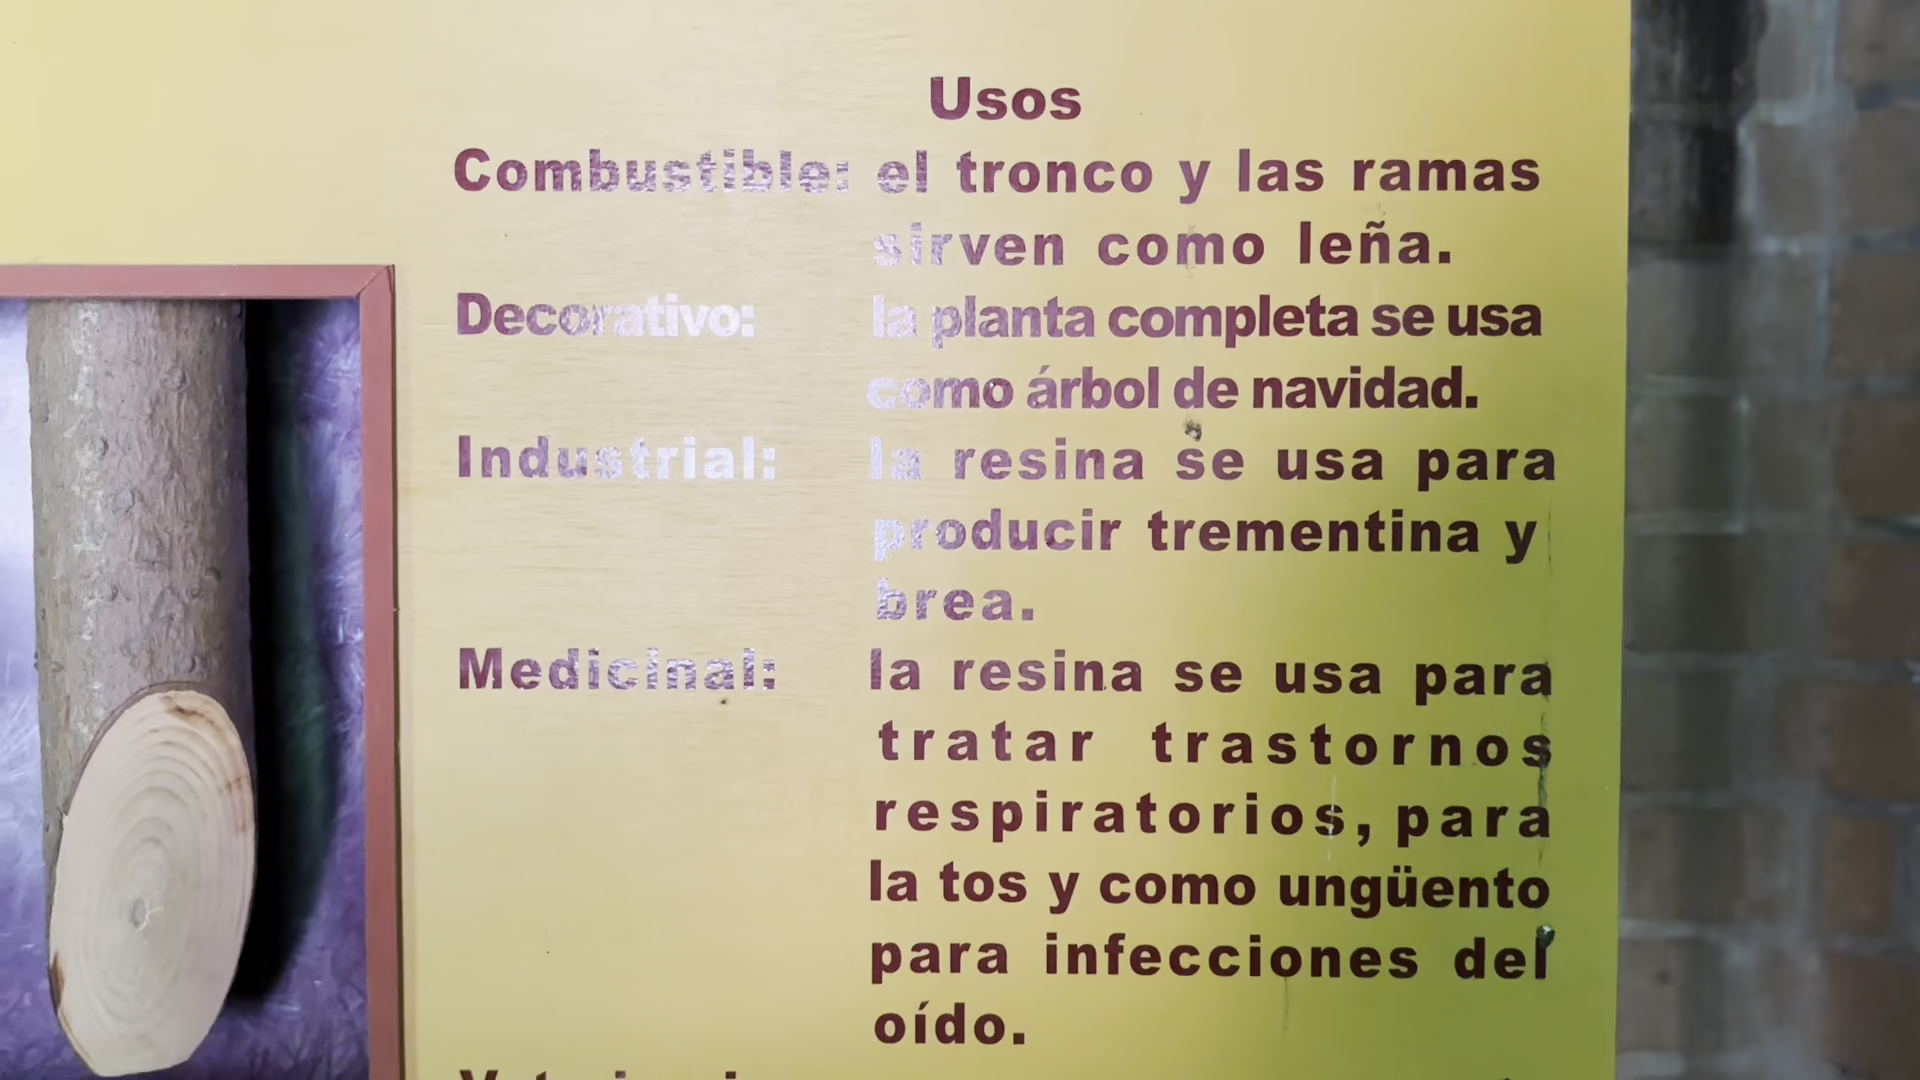 Usos
Combustible: el tronco y las ramas
sirven como leña.
Decorativo: la planta completa se usa
como árbol de navidad.
Industrial: la resina se usa para
producir trementina y
brea.
Medicinal: la resina se usa para
tratar trastornos
respiratorios, para
la tos y como ungüento
para infecciones del
oído.